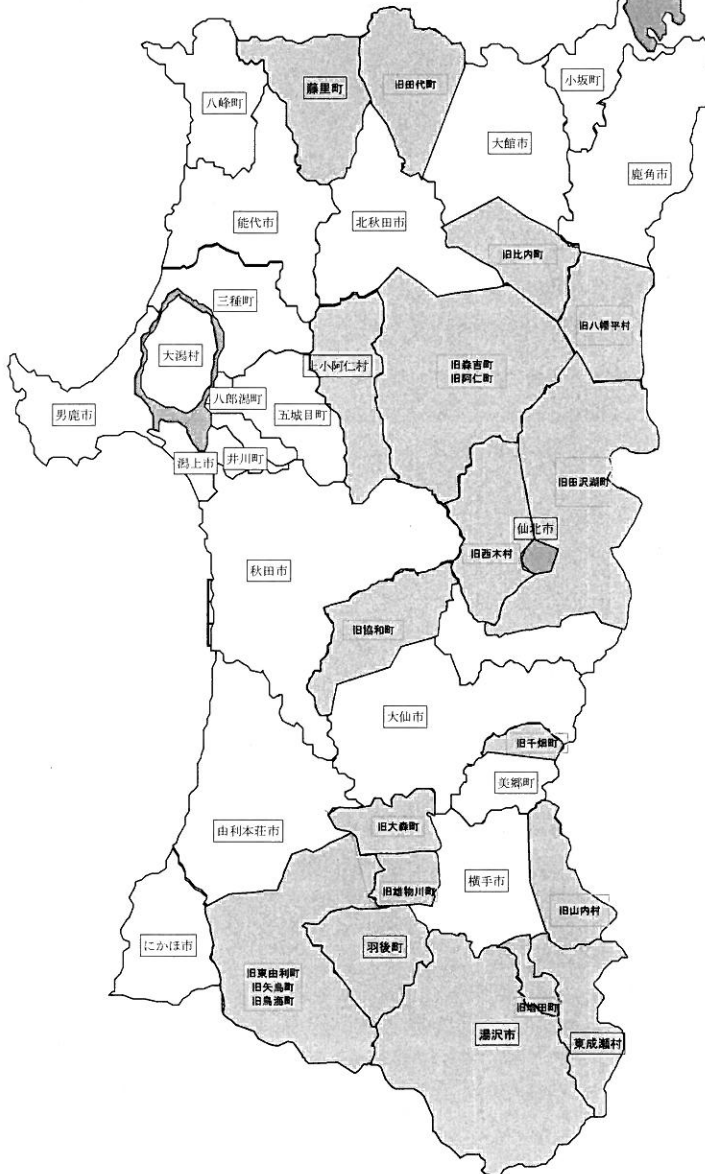 小坂町
八峰町
藤里町
旧田代町
大館市
鹿角市
能代市
北秋田市
旧比内町
三種町
旧八幡平村
大潟村
上小阿仁村
旧森吉町
旧阿仁町
八郎潟町
五城目町
男鹿市
潟上市
井川町
旧田沢湖町
仙北市
旧西木村
秋田市
旧協和町
大仙市
旧千畑町
美郷町
旧大森町
由利本荘市
旧雄物川町
横手市
旧山内村
にかほ市
羽後町
旧東由利町
旧矢島町
旧鳥海町
旧増田町
湯沢市
東成瀬村